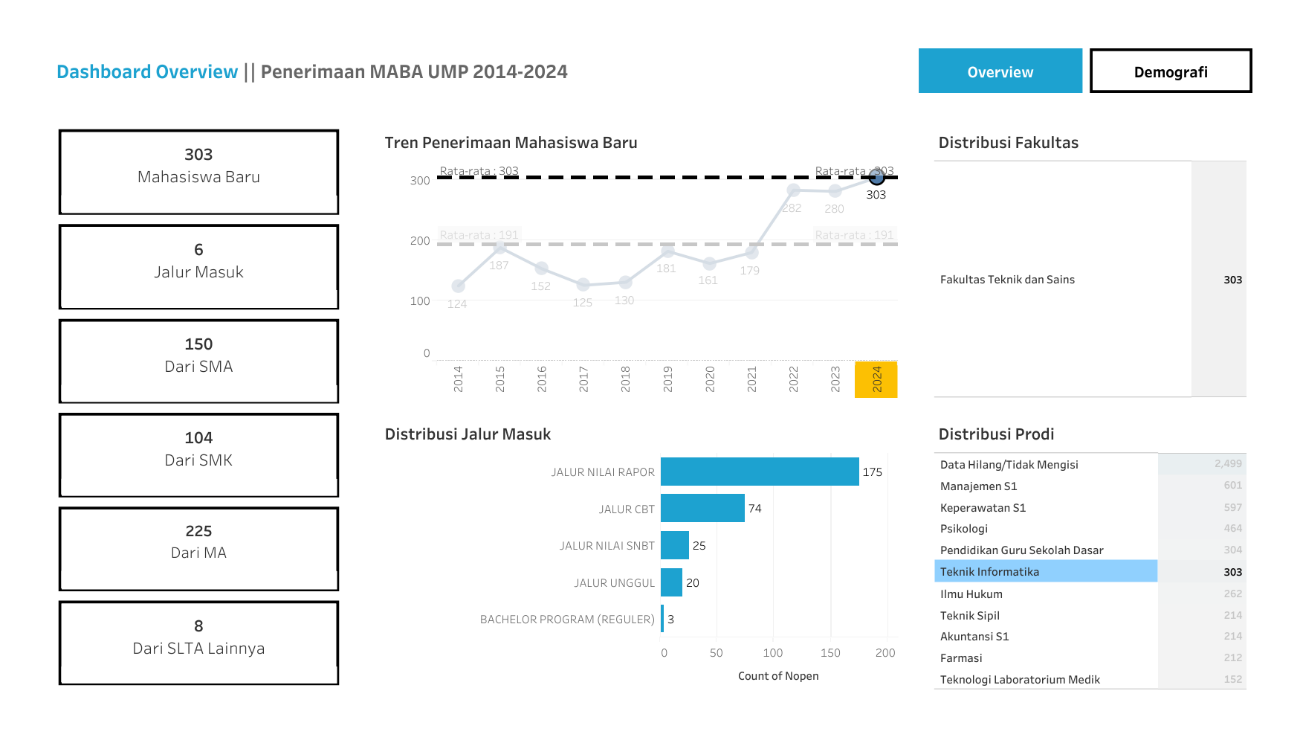 Dashboard Overview || Penerimaan MABA UMP 2014-2024
Overview
Demografi
303
Mahasiswa Baru
6
Jalur Masuk
150
Dari SMA
104
Dari SMK
225
Dari MA
8
Dari SLTA Lainnya
Tren Penerimaan Mahasiswa Baru
300
200
100
0
Rata-rata : 303
Rata-rata : 303
Rata-rata : 191
Rata-rata : 191
124
187
152
125
130
181
161
179
282
280
303
2014
2015
2016
2017
2018
2019
2020
2021
2022
2023
2024
Distribusi Jalur Masuk
JALUR NILAI RAPOR 175
JALUR CBT 74
JALUR NILAI SNBT 25
JALUR UNGGUL 20
BACHELOR PROGRAM (REGULER) 3
0 50 100 150 200
Count of Nopen
Distribusi Fakultas
Fakultas Teknik dan Sains 303
Distribusi Prodi
Data Hilang/Tidak Mengisi 2,499
Manajemen S1 601
Keperawatan S1 597
Psikologi 464
Pendidikan Guru Sekolah Dasar 304
Teknik Informatika 303
Ilmu Hukum 262
Teknik Sipil 214
Akuntansi S1 214
Farmasi 212
Teknologi Laboratorium Medik 152